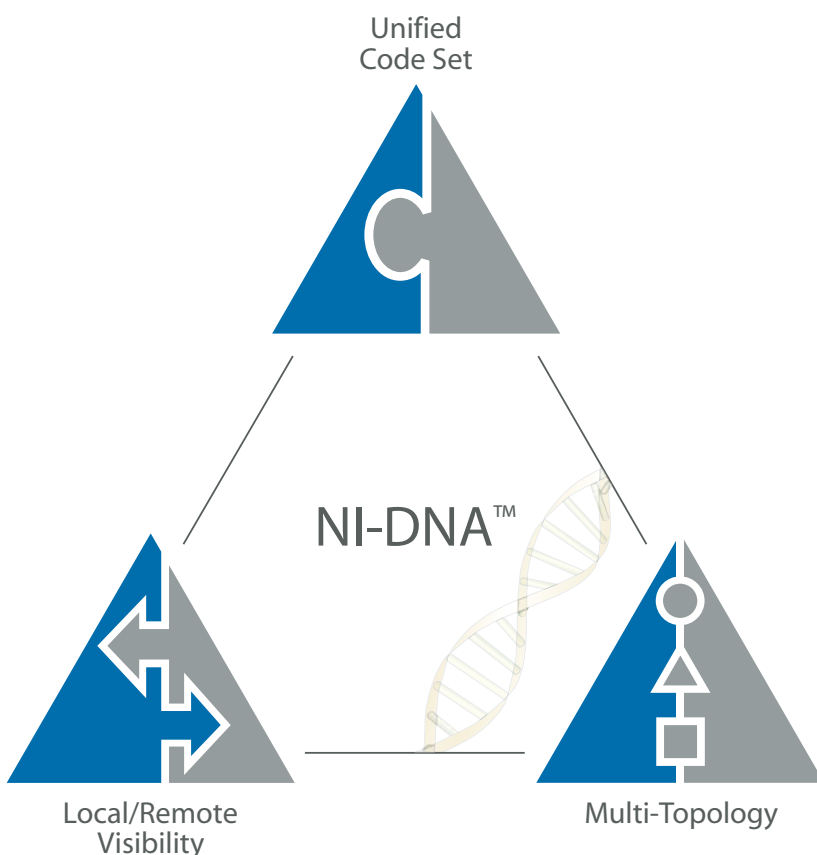 Unified
Code Set
NI-DNA™
Local/Remote
Visibility
Multi-Topology